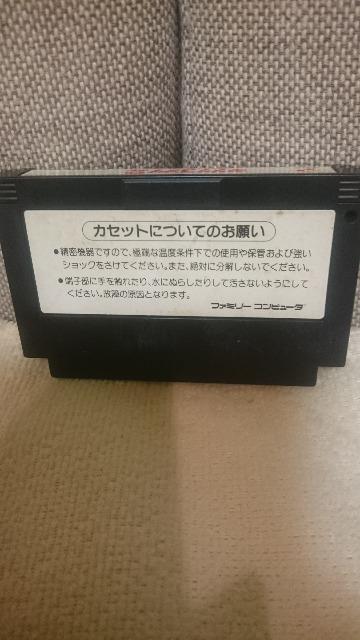 カセットについてのお願い
●精密機器ですので、極端な温度条件下での使用や保管および強い
ショックをさけてください。また、絶対に分解しないでください。
●端子部に手を触れたり、水にぬらしたりして汚さないようにして
ください。故障の原因となります。
ファミリー コンピュータ